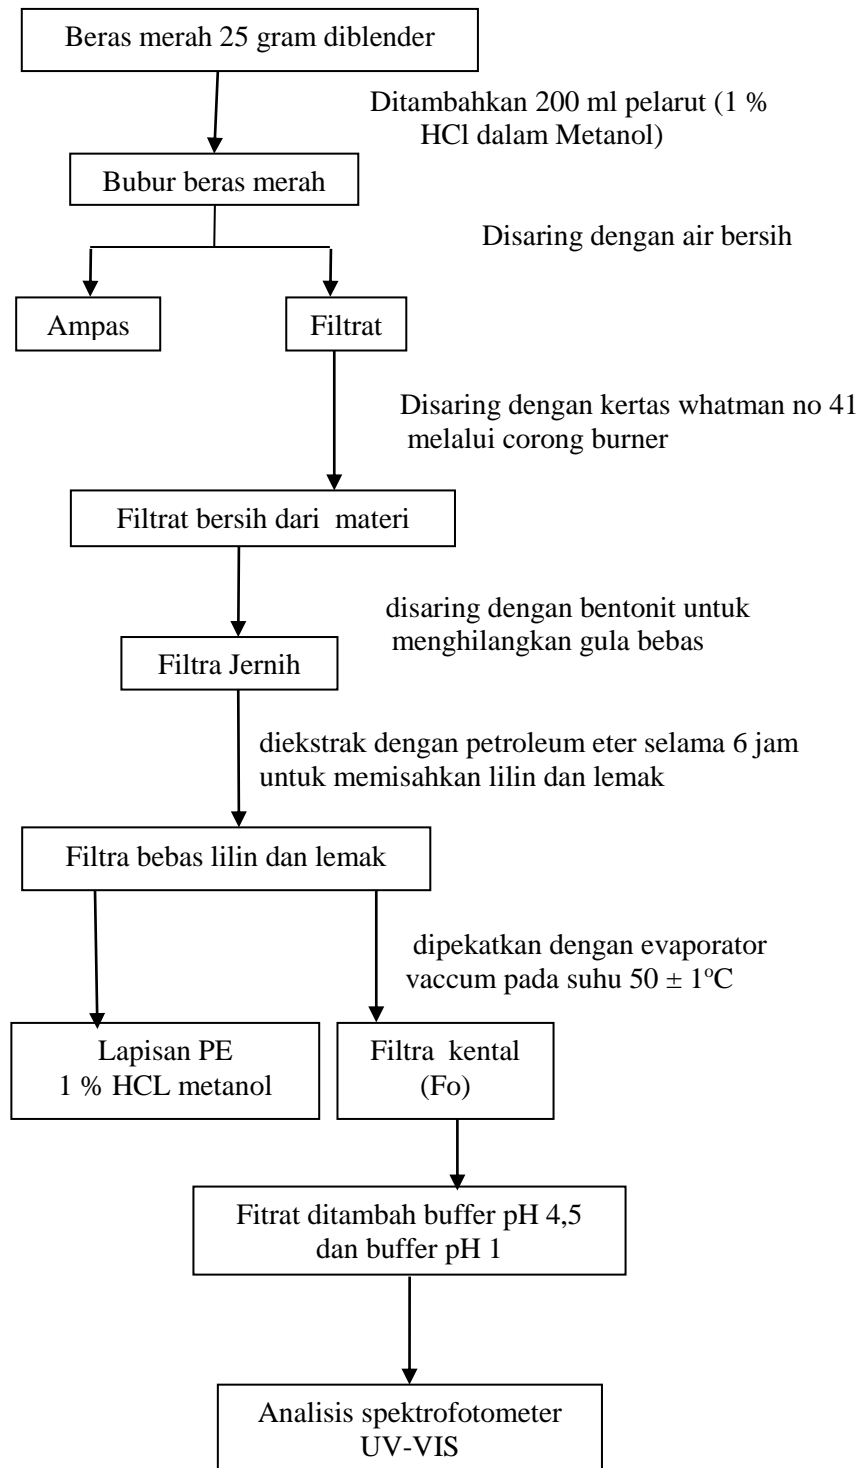 Beras merah 25 gram diblender
Ditambahkan 200 ml pelarut (1 %
HCl dalam Metanol)
Bubur beras merah
Disaring dengan air bersih
Ampas
Filtrat
Disaring dengan kertas whatman no 41
melalui corong burner
Filtrat bersih dari materi
disaring dengan bentonit untuk
menghilangkan gula bebas
Filtra Jernih
diekstrak dengan petroleum eter selama 6 jam
untuk memisahkan lilin dan lemak
Filtra bebas lilin dan lemak
dipekatkan dengan evaporator
vaccum pada suhu 50 ± 1ºC
Lapisan PE
1 % HCL metanol
Filtra kental
(Fo)
Fitrat ditambah buffer pH 4,5
dan buffer pH 1
Analisis spektrofotometer
UV-VIS